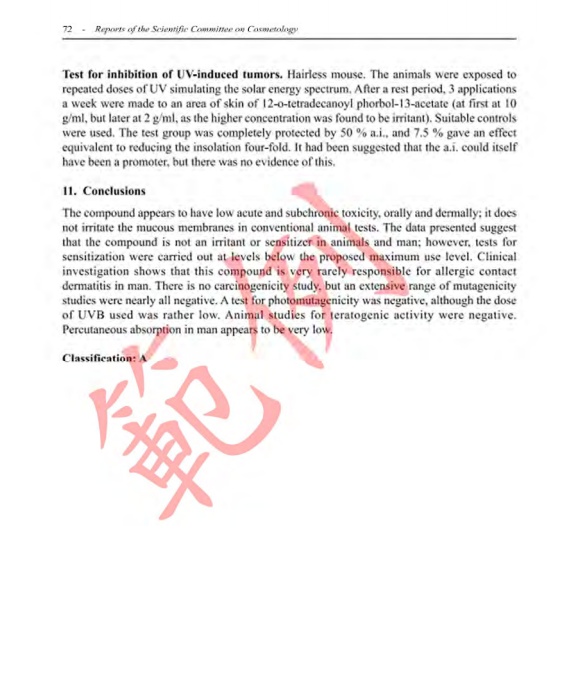 72 - Reports of the Scientific Committee on Cosmetology
Test for inhibition of UV-induced tumors. Hairless mouse. The animals were exposed to
repeated doses of UV simulating the solar energy spectrum. After a rest period, 3 applications
a week were made to an area of skin of 12-o-tetradecanoyl phorbol-13-acetate (at first at 10
g/ml, but later at 2 g/ml, as the higher concentration was found to be irritant). Suitable controls
were used. The test group was completely protected by 50 % a.i., and 7.5 % gave an effect
equivalent to reducing the insolation four-fold. It had been suggested that the a.i. could itself
have been a promoter, but there was no evidence of this.
11. Conclusions
The compound appears to have low acute and subchronic toxicity, orally and dermally; it does
not irritate the mucous membranes in conventional animal tests. The data presented suggest
that the compound is not an irritant or sensitizer in animals and man; however, tests for
sensitization were carried out at levels below the proposed maximum use level. Clinical
investigation shows that this compound is very rarely responsible for allergic contact
dermatitis in man. There is no carcinogenicity study, but an extensive range of mutagenicity
studies were nearly all negative. A test for photomutagenicity was negative, although the dose
of UVB used was rather low. Animal studies for teratogenic activity were negative.
Percutaneous absorption in man appears to be very low.
Classification: A
範例